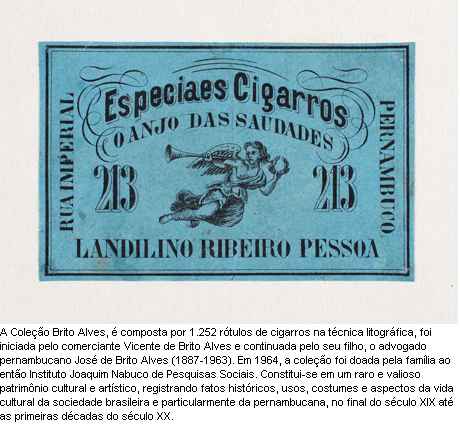 Especiaes Cigarros
O ANJO DAS SAUDADES
RUA IMPERIAL
213
213
PERNAMBUCO
LANDILINO RIBEIRO PESSOA
A Coleção Brito Alves, é composta por 1.252 rótulos de cigarros na técnica litográfica, foi
iniciada pelo comerciante Vicente de Brito Alves e continuada pelo seu filho, o advogado
pernambucano José de Brito Alves (1887-1963). Em 1964, a coleção foi doada pela família ao
então Instituto Joaquim Nabuco de Pesquisas Sociais. Constitui-se em um raro e valioso
patrimônio cultural e artístico, registrando fatos históricos, usos, costumes e aspectos da vida
cultural da sociedade brasileira e particularmente da pernambucana, no final do século XIX até
as primeiras décadas do século XX.